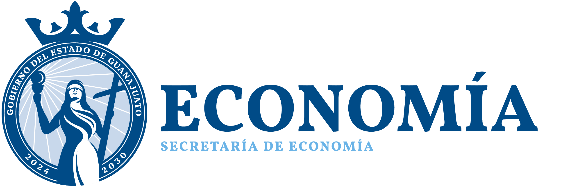 GOBIERNO DEL ESTADO DE GUANAJUATO
2024
2030
ECONOMÍA
SECRETARÍA DE ECONOMÍA